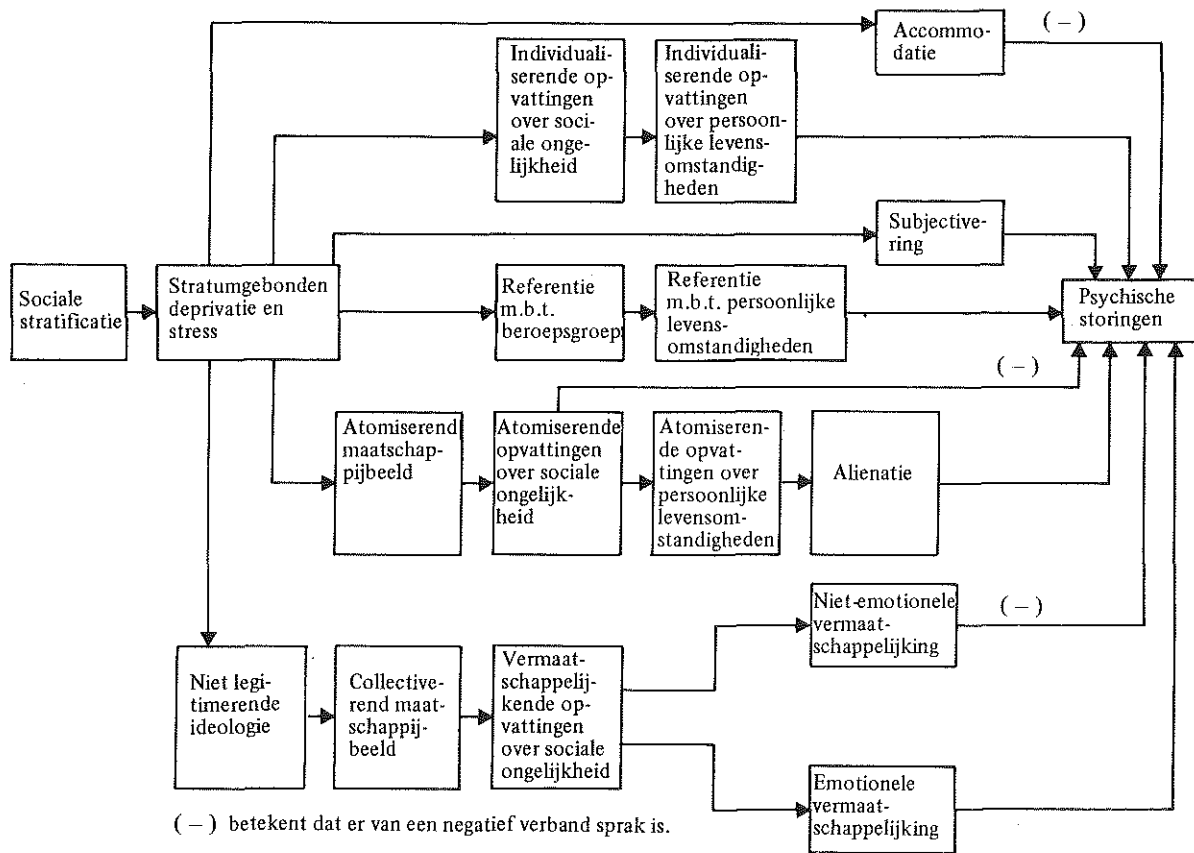 (–)
Accommo-
datie
Individuali-
serende op-
vattingen
over soci-
ale onge-
lijkheid
Individuali-
serende op-
vattingen
over persoon-
lijke levens-
omstandig-
heden
Subjective-
ring
Sociale
stratificatie
Stratumgebonden
deprivatie en
stress
Referentie
m.b.t.
beroepsgroep
Referentie
m.b.t. persoonlijke
levens-
omstandigheden
Psychische
storingen
(–)
Atomiserend
maatschap-
pijbeeld
Atomiserende
opvattingen
over sociale
ongelijk-
heid
Atomiseren-
de opvat-
tingen over
persoonlijke
levensom-
standigheden
Alienatie
Niet-emotionele
vermaat-
schappelijking
(–)
Niet legi-
timerende
ideologie
Collective-
rend maat-
schappij-
beeld
Vermaat-
schappelij-
kende op-
vattingen
over sociale
ongelijkheid
Emotionele
vermaat-
schappelijking
(–) betekent dat er van een negatief verband sprak is.